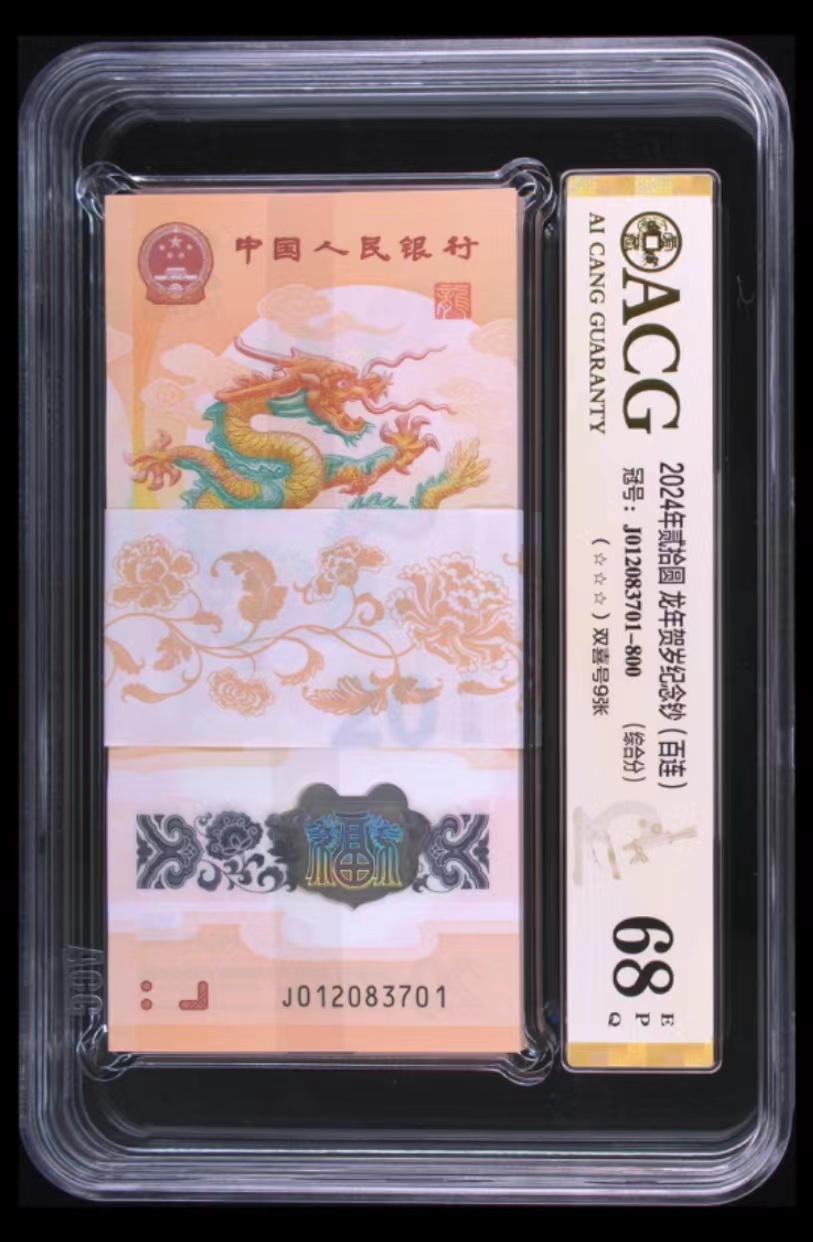 中国人民银行
龙
J012083701
ACG
AI CANG GUARANTY
2024年贰拾圆 龙年贺岁纪念钞（百连）
冠号：J012083701-800 （综合分）
（☆☆☆）双喜号9张
68
E
P
Q
ACG